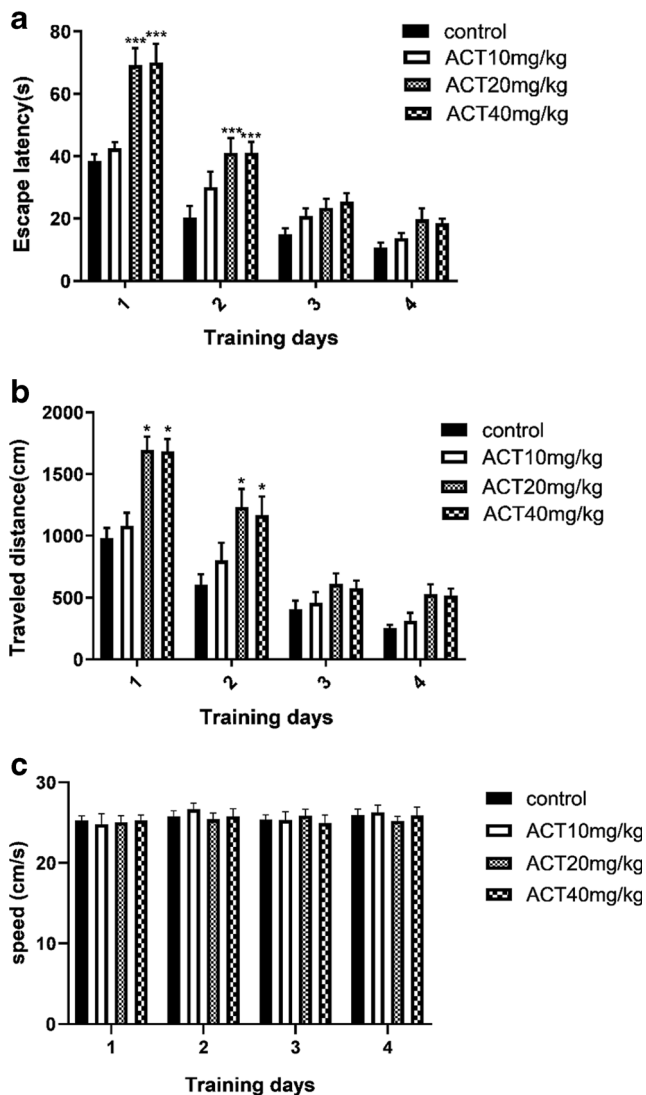 a
80
60
40
20
0
Escape latency(s)
*** ***
*** ***
control
ACT10mg/kg
ACT20mg/kg
ACT40mg/kg
1 2 3 4
Training days
b
2000
1500
1000
500
0
Traveled distance(cm)
* *
* *
control
ACT10mg/kg
ACT20mg/kg
ACT40mg/kg
1 2 3 4
Training days
c
30
20
10
0
speed (cm/s)
control
ACT10mg/kg
ACT20mg/kg
ACT40mg/kg
1 2 3 4
Training days